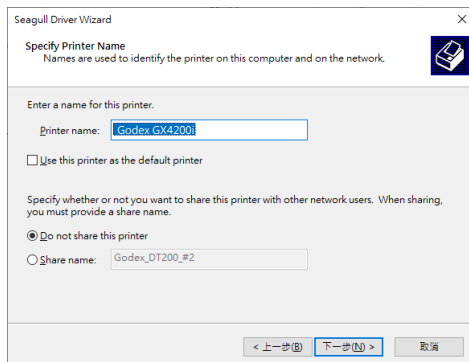 Seagull Driver Wizard
Specify Printer Name
Names are used to identify the printer on this computer and on the network.
Enter a name for this printer.
Printer name:
Godex GX4200i
Use this printer as the default printer
Specify whether or not you want to share this printer with other network users. When sharing,
you must provide a share name.
Do not share this printer
Share name:
Godex_DT200_#2
< 上一步(B)
下一步(N) >
取消